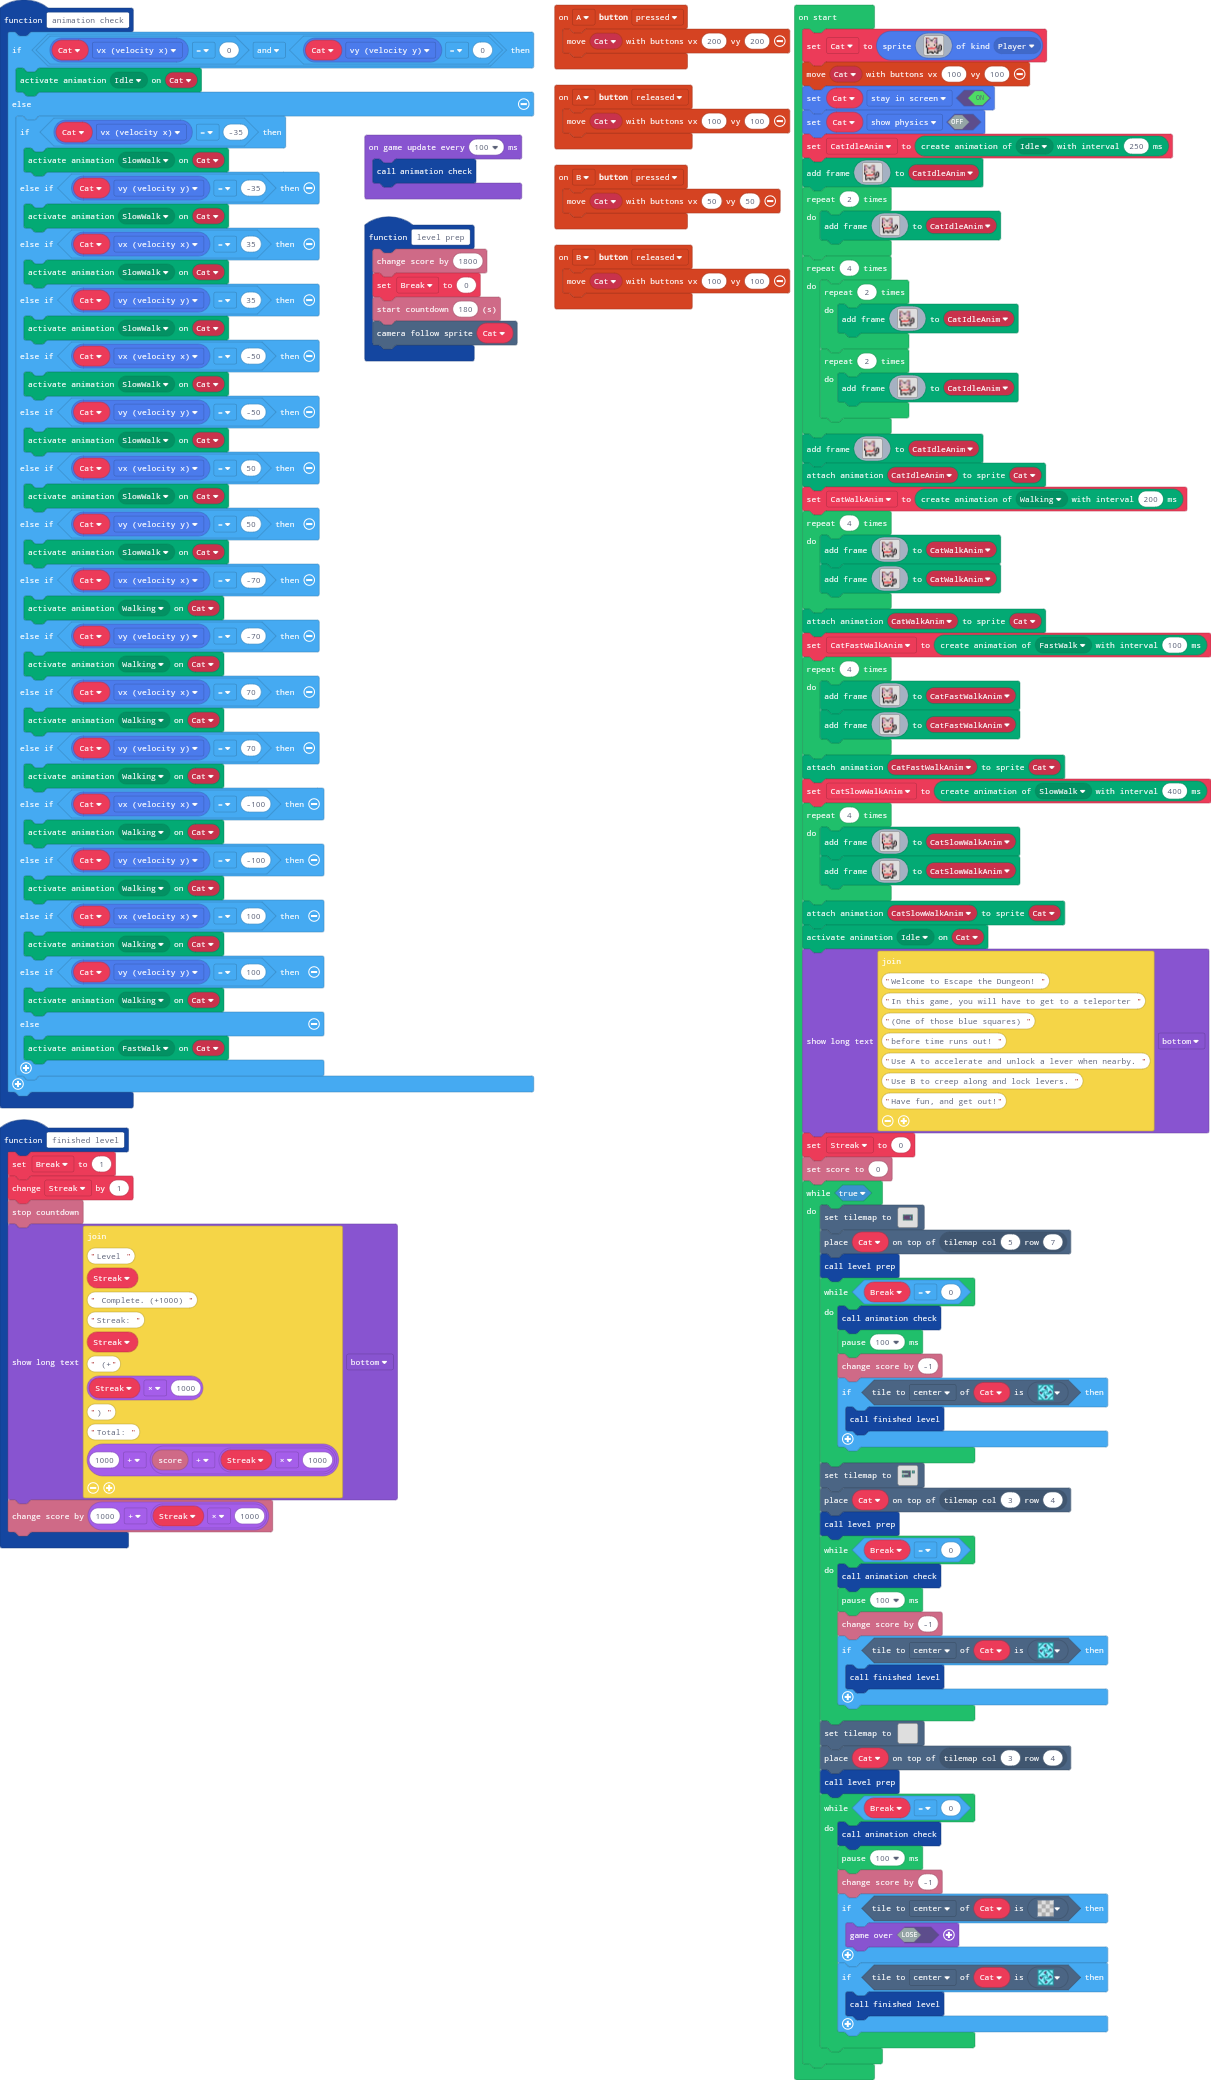 function animation check
if Cat vx (velocity x) = 0 and Cat vy (velocity y) = 0 then
activate animation Idle on Cat
else
if Cat vx (velocity x) = -35 then
activate animation SlowWalk on Cat
else if Cat vy (velocity y) = -35 then
activate animation SlowWalk on Cat
else if Cat vx (velocity x) = 35 then
activate animation SlowWalk on Cat
else if Cat vy (velocity y) = 35 then
activate animation SlowWalk on Cat
else if Cat vx (velocity x) = -50 then
activate animation SlowWalk on Cat
else if Cat vy (velocity y) = -50 then
activate animation SlowWalk on Cat
else if Cat vx (velocity x) = 50 then
activate animation SlowWalk on Cat
else if Cat vy (velocity y) = 50 then
activate animation SlowWalk on Cat
else if Cat vx (velocity x) = -70 then
activate animation Walking on Cat
else if Cat vy (velocity y) = -70 then
activate animation Walking on Cat
else if Cat vx (velocity x) = 70 then
activate animation Walking on Cat
else if Cat vy (velocity y) = 70 then
activate animation Walking on Cat
else if Cat vx (velocity x) = -100 then
activate animation Walking on Cat
else if Cat vy (velocity y) = -100 then
activate animation Walking on Cat
else if Cat vx (velocity x) = 100 then
activate animation Walking on Cat
else if Cat vy (velocity y) = 100 then
activate animation Walking on Cat
else
activate animation FastWalk on Cat
function finished level
set Break to 1
change Streak by 1
stop countdown
show long text
join
"Level "
Streak
" Complete. (+1000) "
"Streak: "
Streak
" (+"
Streak × 1000
") "
"Total: "
1000 + score + Streak × 1000
bottom
change score by 1000 + Streak × 1000
on game update every 100 ms
call animation check
function level prep
change score by 1800
set Break to 0
start countdown 180 (s)
camera follow sprite Cat
on A button pressed
move Cat with buttons vx 200 vy 200
on A button released
move Cat with buttons vx 100 vy 100
on B button pressed
move Cat with buttons vx 50 vy 50
on B button released
move Cat with buttons vx 100 vy 100
on start
set Cat to sprite of kind Player
move Cat with buttons vx 100 vy 100
set Cat stay in screen ON
set Cat show physics OFF
set CatIdleAnim to create animation of Idle with interval 250 ms
add frame to CatIdleAnim
repeat 2 times
do
add frame to CatIdleAnim
repeat 4 times
do
repeat 2 times
do
add frame to CatIdleAnim
repeat 2 times
do
add frame to CatIdleAnim
add frame to CatIdleAnim
attach animation CatIdleAnim to sprite Cat
set CatWalkAnim to create animation of Walking with interval 200 ms
repeat 4 times
do
add frame to CatWalkAnim
add frame to CatWalkAnim
attach animation CatWalkAnim to sprite Cat
set CatFastWalkAnim to create animation of FastWalk with interval 100 ms
repeat 4 times
do
add frame to CatFastWalkAnim
add frame to CatFastWalkAnim
attach animation CatFastWalkAnim to sprite Cat
set CatSlowWalkAnim to create animation of SlowWalk with interval 400 ms
repeat 4 times
do
add frame to CatSlowWalkAnim
add frame to CatSlowWalkAnim
attach animation CatSlowWalkAnim to sprite Cat
activate animation Idle on Cat
show long text
join
"Welcome to Escape the Dungeon! "
"In this game, you will have to get to a teleporter "
"(One of those blue squares) "
"before time runs out! "
"Use A to accelerate and unlock a lever when nearby. "
"Use B to creep along and lock levers. "
"Have fun, and get out!"
bottom
set Streak to 0
set score to 0
while true
do
set tilemap to
place Cat on top of tilemap col 5 row 7
call level prep
while Break = 0
do
call animation check
pause 100 ms
change score by -1
if tile to center of Cat is then
call finished level
set tilemap to
place Cat on top of tilemap col 3 row 4
call level prep
while Break = 0
do
call animation check
pause 100 ms
change score by -1
if tile to center of Cat is then
call finished level
set tilemap to
place Cat on top of tilemap col 3 row 4
call level prep
while Break = 0
do
call animation check
pause 100 ms
change score by -1
if tile to center of Cat is then
game over LOSE
if tile to center of Cat is then
call finished level